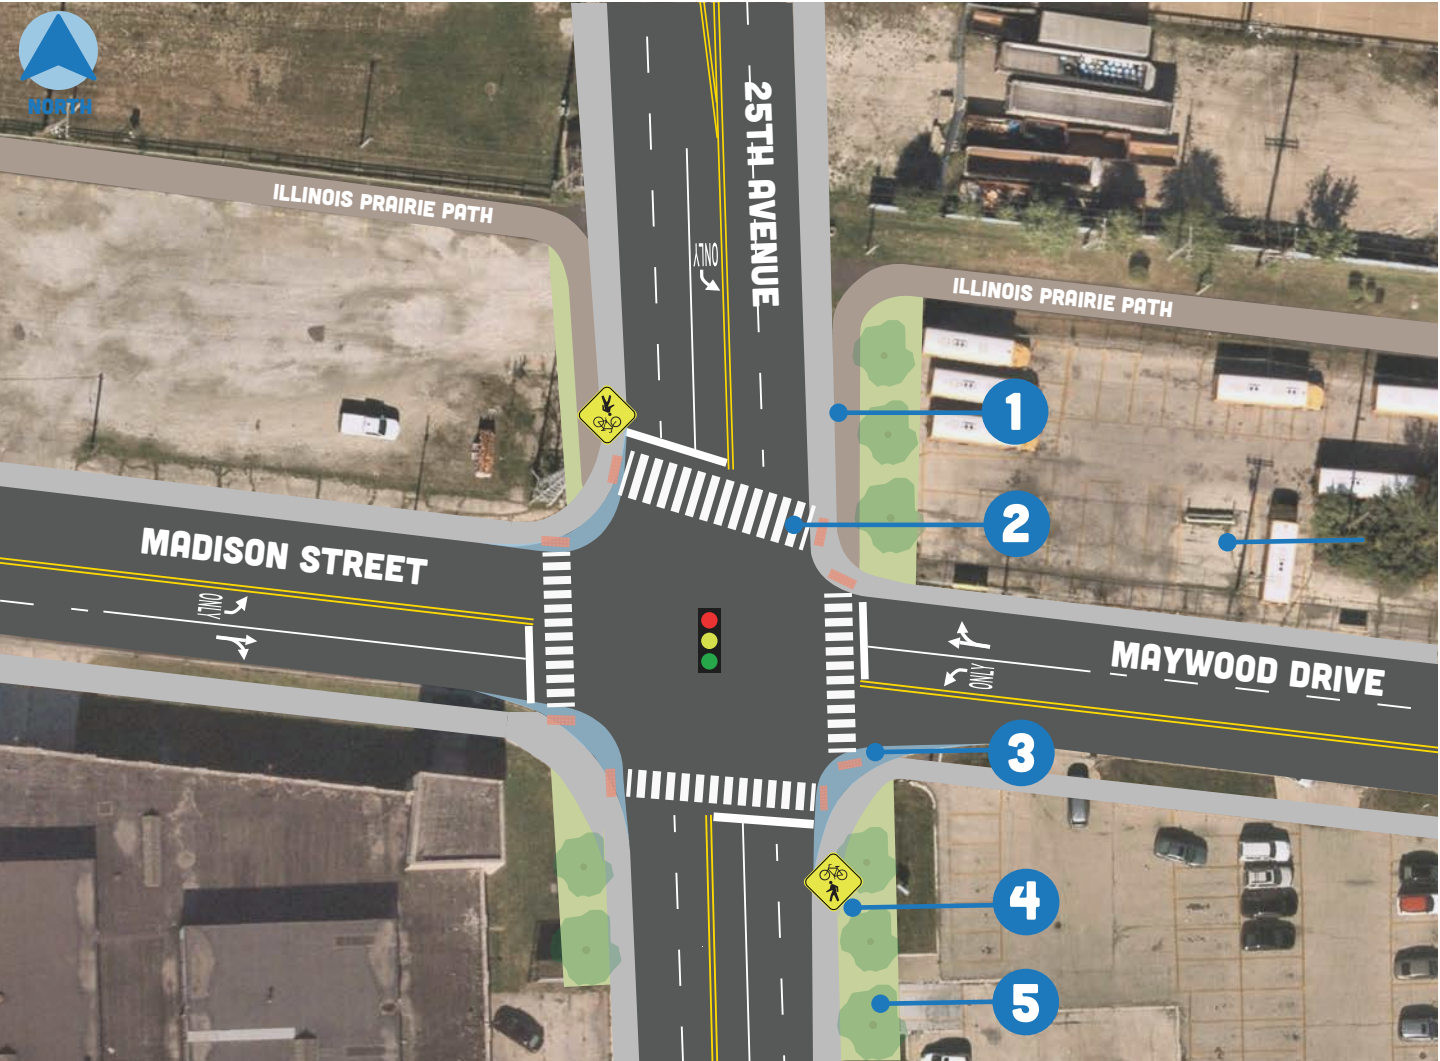 NORTH
25TH AVENUE
ILLINOIS PRAIRIE PATH
ONLY
ILLINOIS PRAIRIE PATH
1
2
MADISON STREET
ONLY
MAYWOOD DRIVE
ONLY
3
4
5